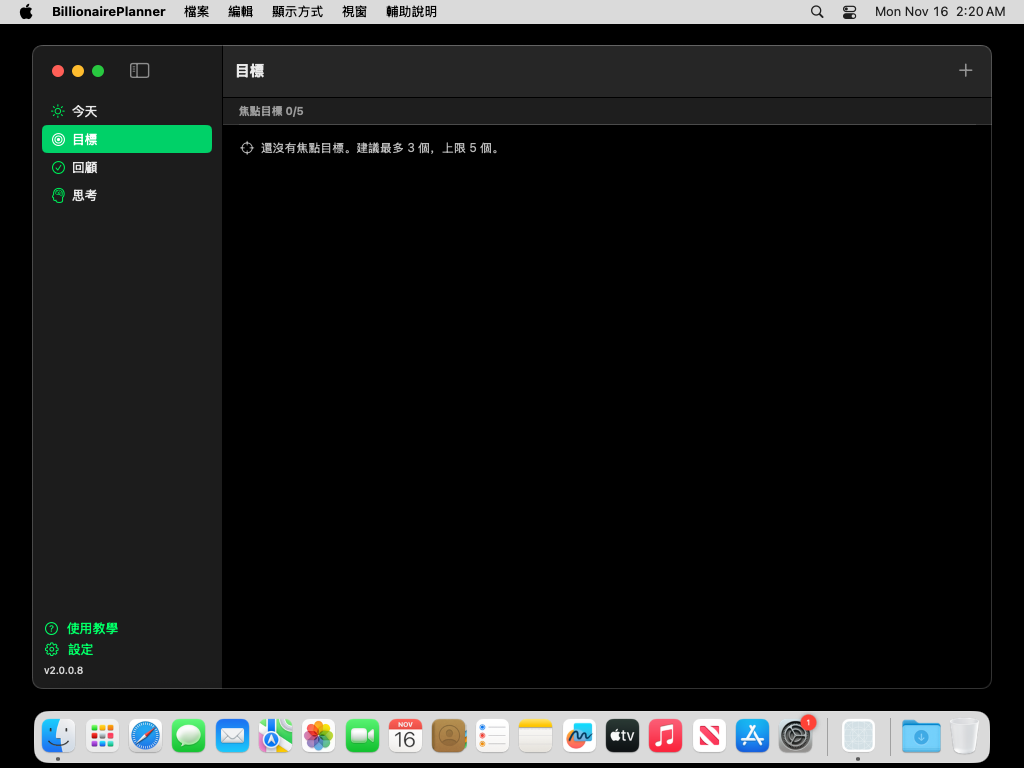 BillionairePlanner 檔案 編輯 顯示方式 視窗 輔助說明 Mon Nov 16 2:20 AM
目標
焦點目標 0/5
還沒有焦點目標。建議最多 3 個，上限 5 個。
今天
目標
回顧
思考
使用教學
設定
v2.0.0.8
NOV
16
tv
1